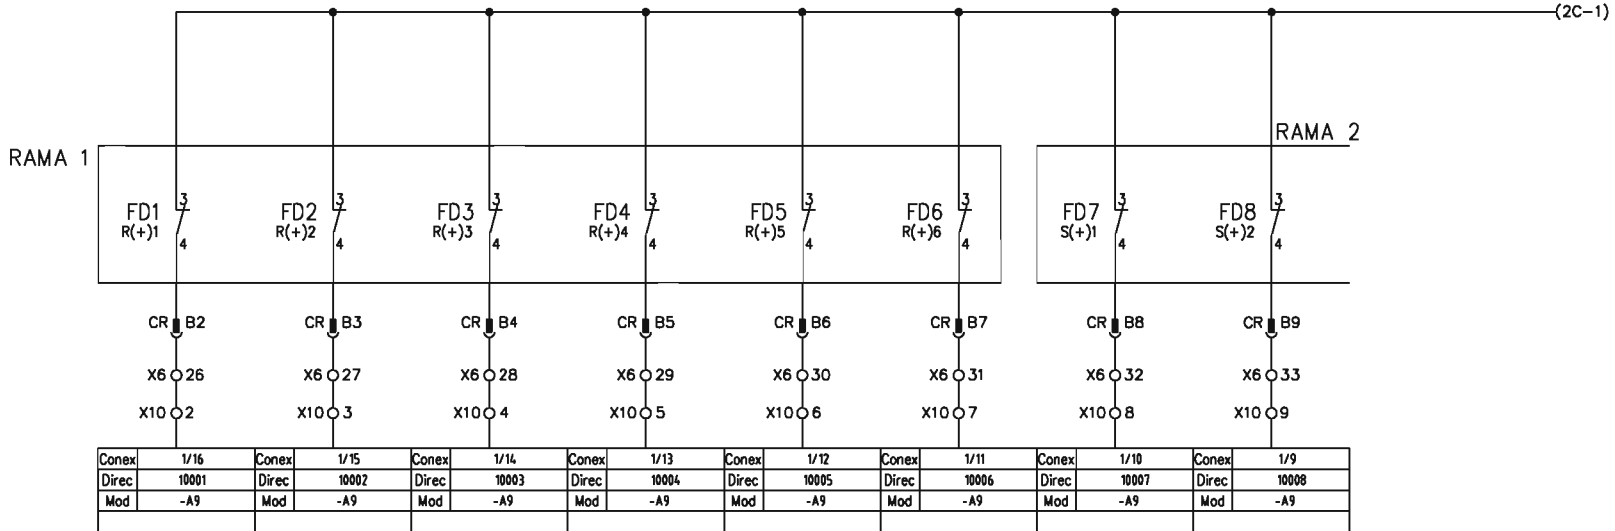 (2C-1)
RAMA 2
RAMA 1
3 3 3 3 3 3 3 3
FD1 FD2 FD3 FD4 FD5 FD6 FD7 FD8
R(+)1 R(+)2 R(+)3 R(+)4 R(+)5 R(+)6 S(+)1 S(+)2
4 4 4 4 4 4 4 4
CR B2 CR B3 CR B4 CR B5 CR B6 CR B7 CR B8 CR B9
X6 26 X6 27 X6 28 X6 29 X6 30 X6 31 X6 32 X6 33
X10 2 X10 3 X10 4 X10 5 X10 6 X10 7 X10 8 X10 9
Conex 1/16 Conex 1/15 Conex 1/14 Conex 1/13 Conex 1/12 Conex 1/11 Conex 1/10 Conex 1/9
Direc 10001 Direc 10002 Direc 10003 Direc 10004 Direc 10005 Direc 10006 Direc 10007 Direc 10008
Mod -A9 Mod -A9 Mod -A9 Mod -A9 Mod -A9 Mod -A9 Mod -A9 Mod -A9